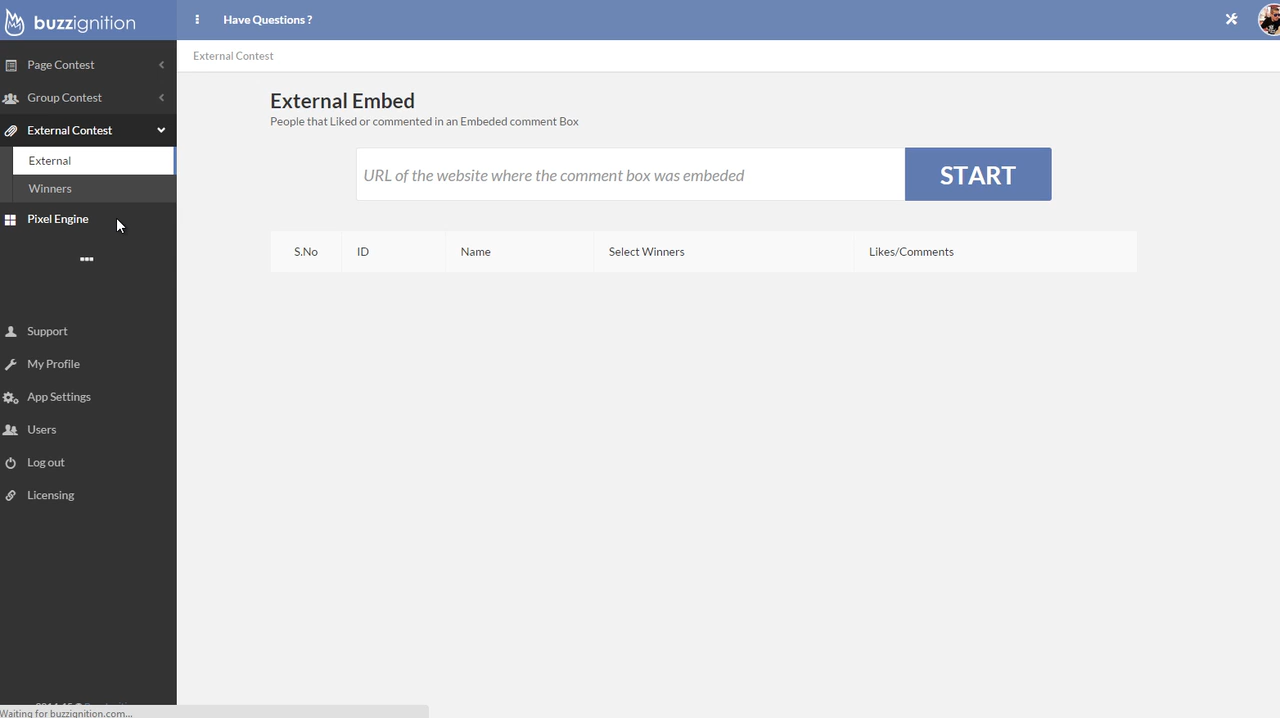 buzzignition
Have Questions ?
Page Contest
Group Contest
External Contest
External
Winners
Pixel Engine
Support
My Profile
App Settings
Users
Log out
Licensing
External Contest
External Embed
People that Liked or commented in an Embeded comment Box
URL of the website where the comment box was embeded
START
S.No ID Name Select Winners Likes/Comments
Waiting for buzzignition.com...